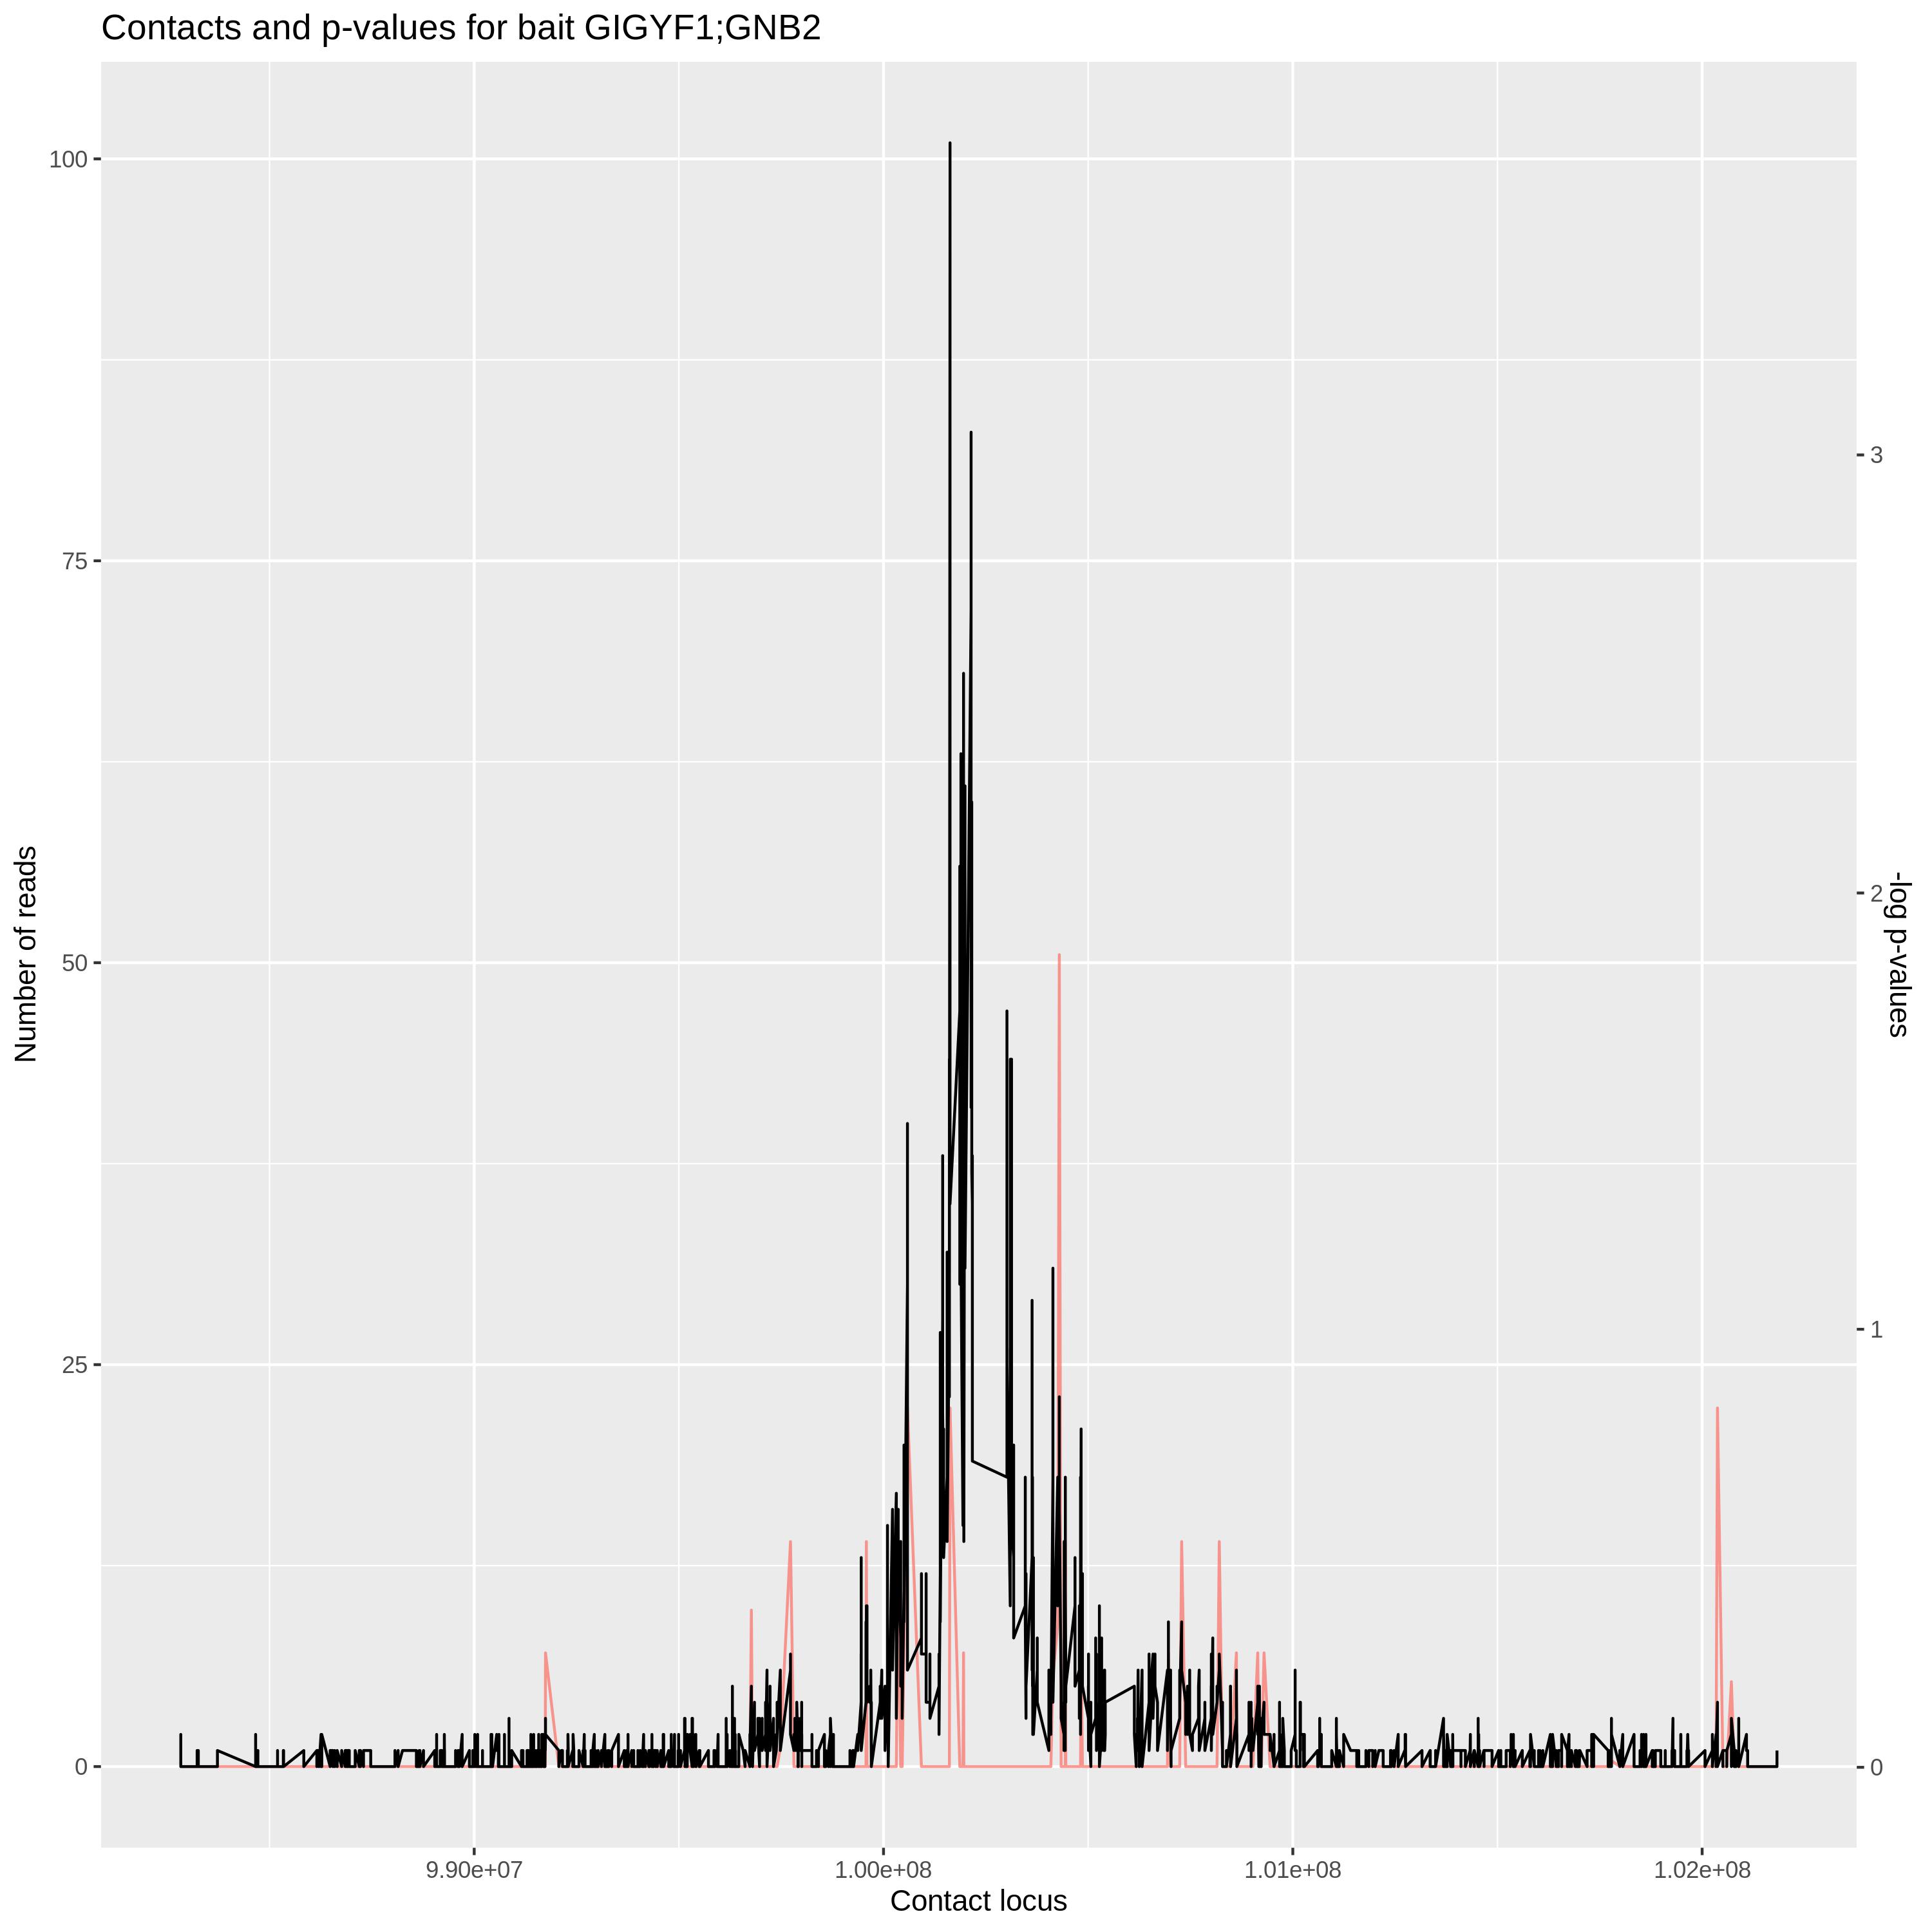 Contacts and p-values for bait GIGYF1;GNB2
100
75
50
25
0
Number of reads
3
2
1
0
-log p-values
9.90e+07
1.00e+08
1.01e+08
1.02e+08
Contact locus